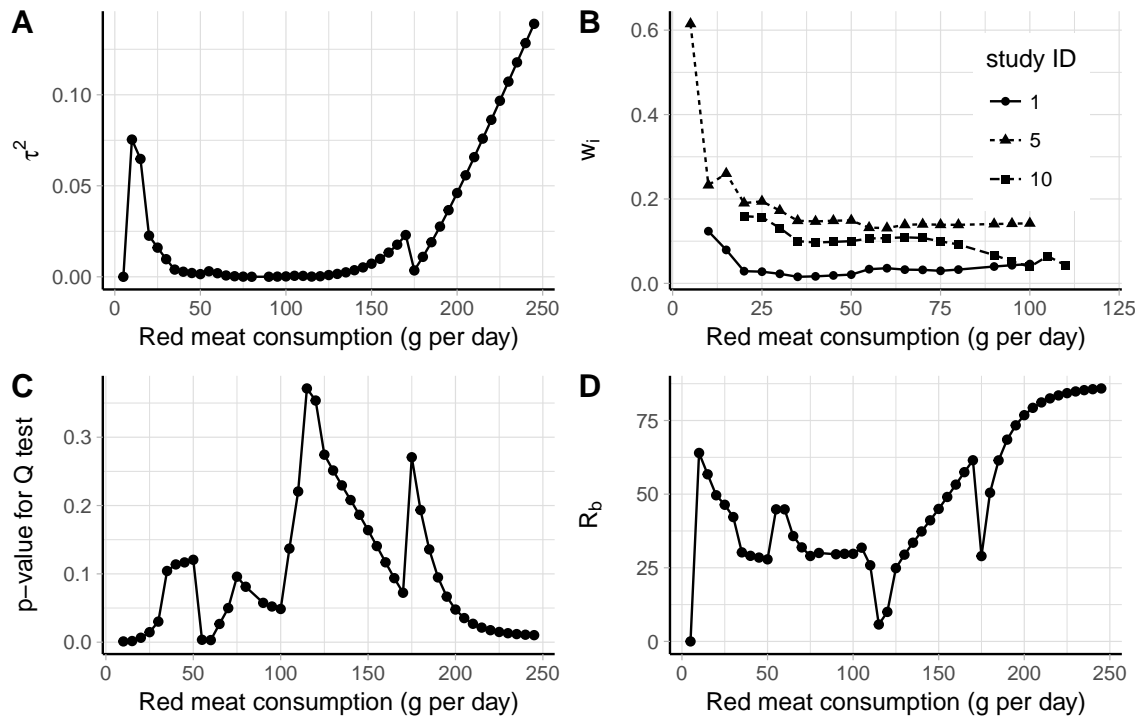 A
τ²
0.10
0.05
0.00
0 50 100 150 200 250
Red meat consumption (g per day)
B
wᵢ
0.6
0.4
0.2
0.0
0 25 50 75 100 125
Red meat consumption (g per day)
study ID
1
5
10
C
p−value for Q test
0.3
0.2
0.1
0.0
0 50 100 150 200 250
Red meat consumption (g per day)
D
R_b
75
50
25
0
0 50 100 150 200 250
Red meat consumption (g per day)